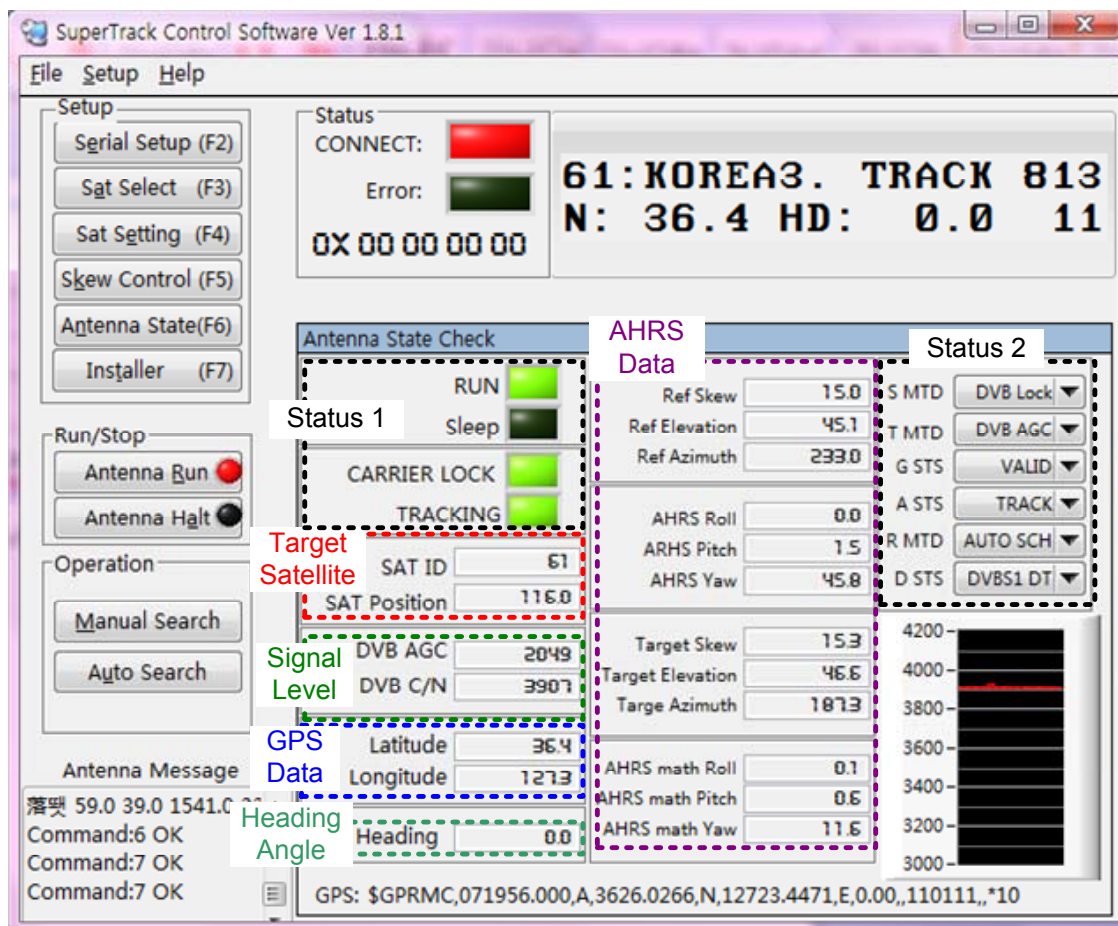 SuperTrack Control Software Ver 1.8.1
File Setup Help
Setup
Serial Setup (F2)
Sat Select (F3)
Sat Setting (F4)
Skew Control (F5)
Antenna State(F6)
Installer (F7)
Run/Stop
Antenna Run
Antenna Halt
Operation
Manual Search
Auto Search
Antenna Message
落떗 59.0 39.0 1541.0
Command:6 OK
Command:7 OK
Command:7 OK
Status
CONNECT:
Error:
0X 00 00 00 00
61:KOREA3. TRACK 813
N: 36.4 HD: 0.0 11
Antenna State Check
Status 1
RUN
Sleep
CARRIER LOCK
TRACKING
Target Satellite
SAT ID 61
SAT Position 116.0
Signal Level
DVB AGC 2049
DVB C/N 3907
GPS Data
Latitude 36.4
Longitude 127.3
Heading Angle
Heading 0.0
AHRS Data
Ref Skew 15.0
Ref Elevation 45.1
Ref Azimuth 233.0
AHRS Roll 0.0
ARHS Pitch 1.5
AHRS Yaw 45.8
Target Skew 15.3
Target Elevation 46.6
Targe Azimuth 187.3
AHRS math Roll 0.1
AHRS math Pitch 0.6
AHRS math Yaw 11.6
Status 2
S MTD DVB Lock
T MTD DVB AGC
G STS VALID
A STS TRACK
R MTD AUTO SCH
D STS DVBS1 DT
4200
4000
3800
3600
3400
3200
3000
GPS: $GPRMC,071956.000,A,3626.0266,N,12723.4471,E,0.00,,110111,,*10